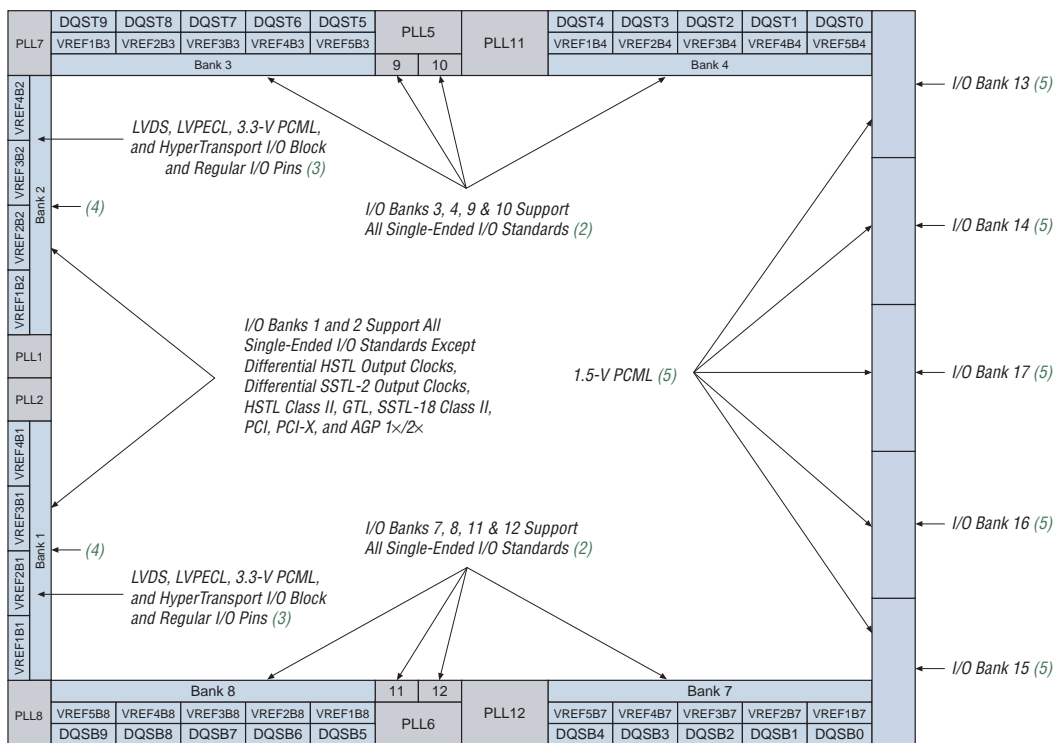 PLL7
DQST9 DQST8 DQST7 DQST6 DQST5
VREF1B3 VREF2B3 VREF3B3 VREF4B3 VREF5B3
Bank 3
PLL5
9 10
PLL11
DQST4 DQST3 DQST2 DQST1 DQST0
VREF1B4 VREF2B4 VREF3B4 VREF4B4 VREF5B4
Bank 4
VREF4B2
VREF3B2
VREF2B2
VREF1B2
Bank 2
LVDS, LVPECL, 3.3-V PCML,
and HyperTransport I/O Block
and Regular I/O Pins (3)
(4)
I/O Banks 3, 4, 9 & 10 Support
All Single-Ended I/O Standards (2)
I/O Bank 13 (5)
I/O Bank 14 (5)
PLL1
PLL2
I/O Banks 1 and 2 Support All
Single-Ended I/O Standards Except
Differential HSTL Output Clocks,
Differential SSTL-2 Output Clocks,
HSTL Class II, GTL, SSTL-18 Class II,
PCI, PCI-X, and AGP 1×/2×
1.5-V PCML (5)
I/O Bank 17 (5)
VREF4B1
VREF3B1
VREF2B1
VREF1B1
Bank 1
(4)
LVDS, LVPECL, 3.3-V PCML,
and HyperTransport I/O Block
and Regular I/O Pins (3)
I/O Banks 7, 8, 11 & 12 Support
All Single-Ended I/O Standards (2)
I/O Bank 16 (5)
I/O Bank 15 (5)
PLL8
Bank 8
VREF5B8 VREF4B8 VREF3B8 VREF2B8 VREF1B8
DQSB9 DQSB8 DQSB7 DQSB6 DQSB5
11 12
PLL6
PLL12
Bank 7
VREF5B7 VREF4B7 VREF3B7 VREF2B7 VREF1B7
DQSB4 DQSB3 DQSB2 DQSB1 DQSB0